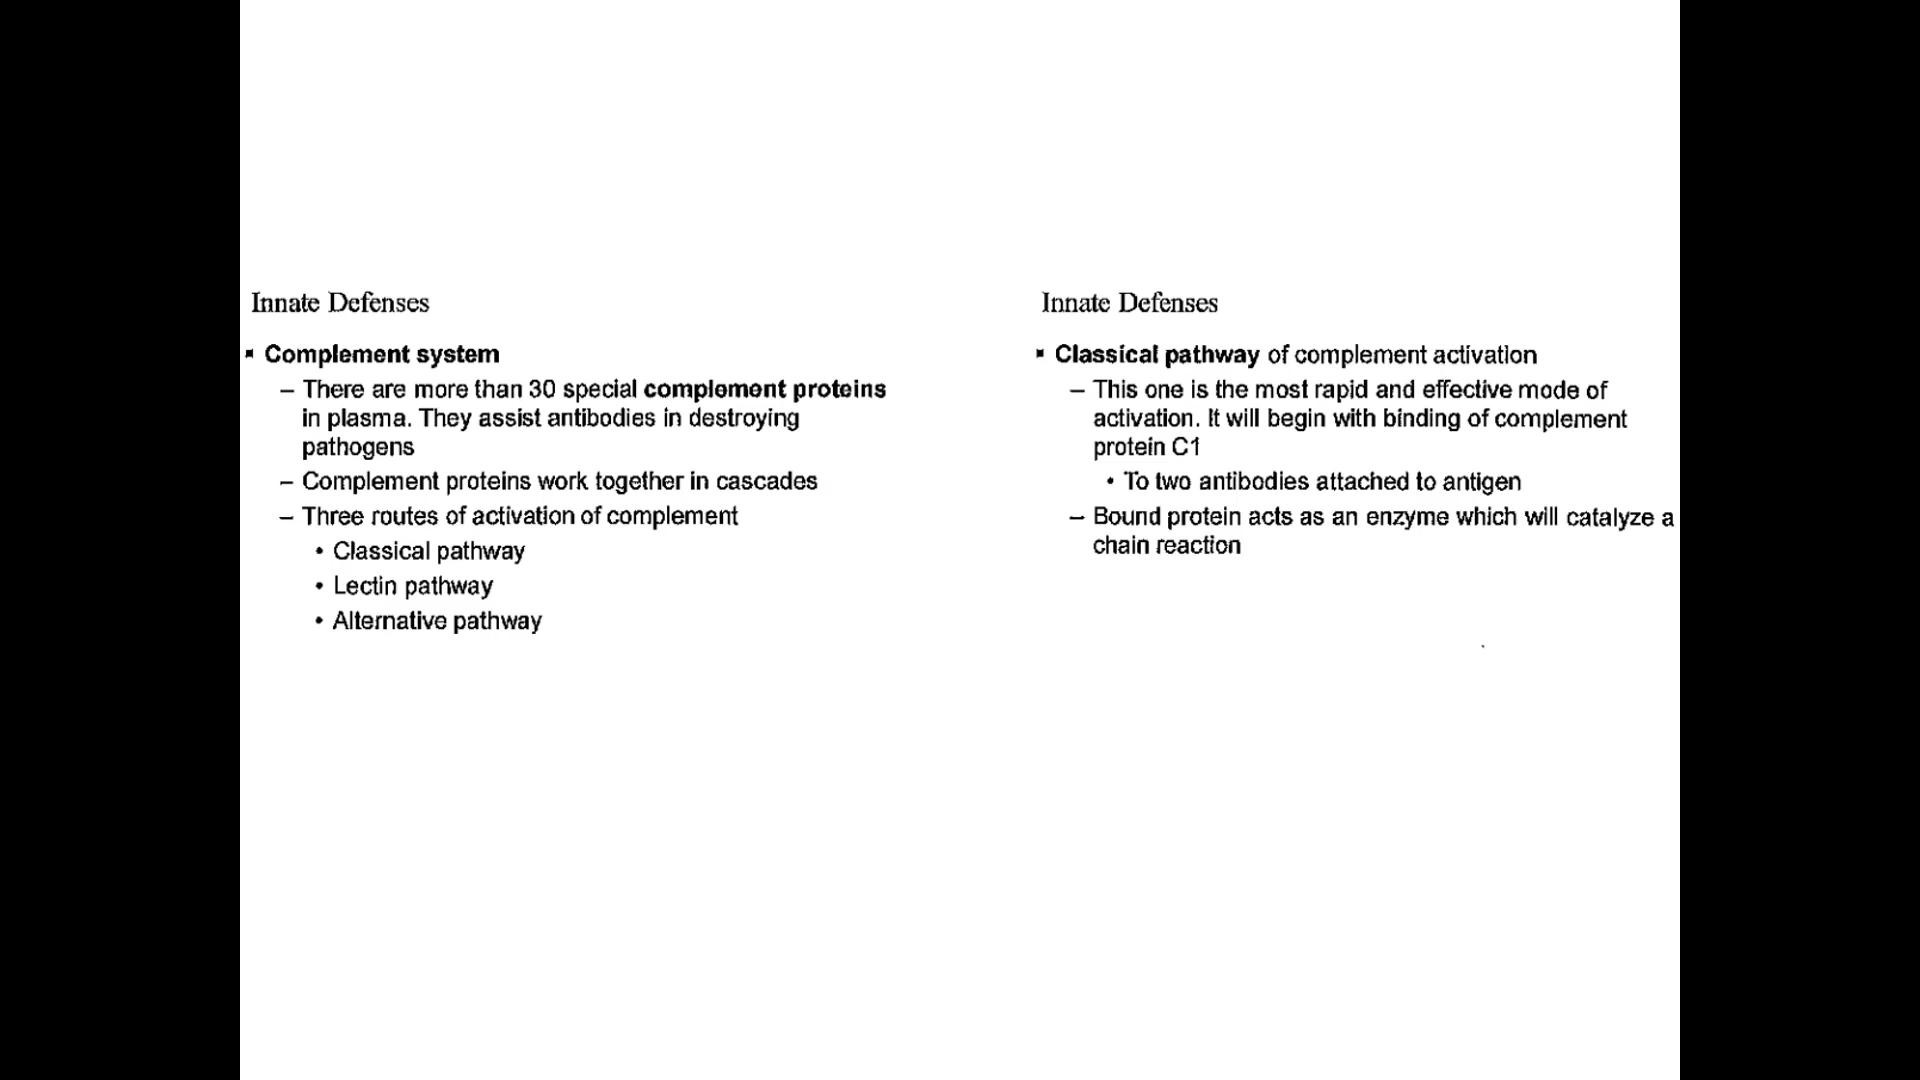 Innate Defenses
▪ Complement system
– There are more than 30 special complement proteins
in plasma. They assist antibodies in destroying
pathogens
– Complement proteins work together in cascades
– Three routes of activation of complement
• Classical pathway
• Lectin pathway
• Alternative pathway
Innate Defenses
▪ Classical pathway of complement activation
– This one is the most rapid and effective mode of
activation. It will begin with binding of complement
protein C1
• To two antibodies attached to antigen
– Bound protein acts as an enzyme which will catalyze a
chain reaction